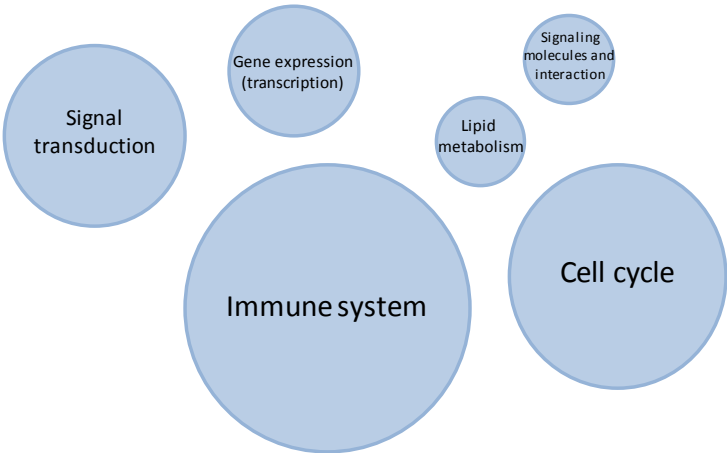 Signaling
molecules and
interaction
Gene expression
(transcription)
Signal
transduction
Lipid
metabolism
Cell cycle
Immune system